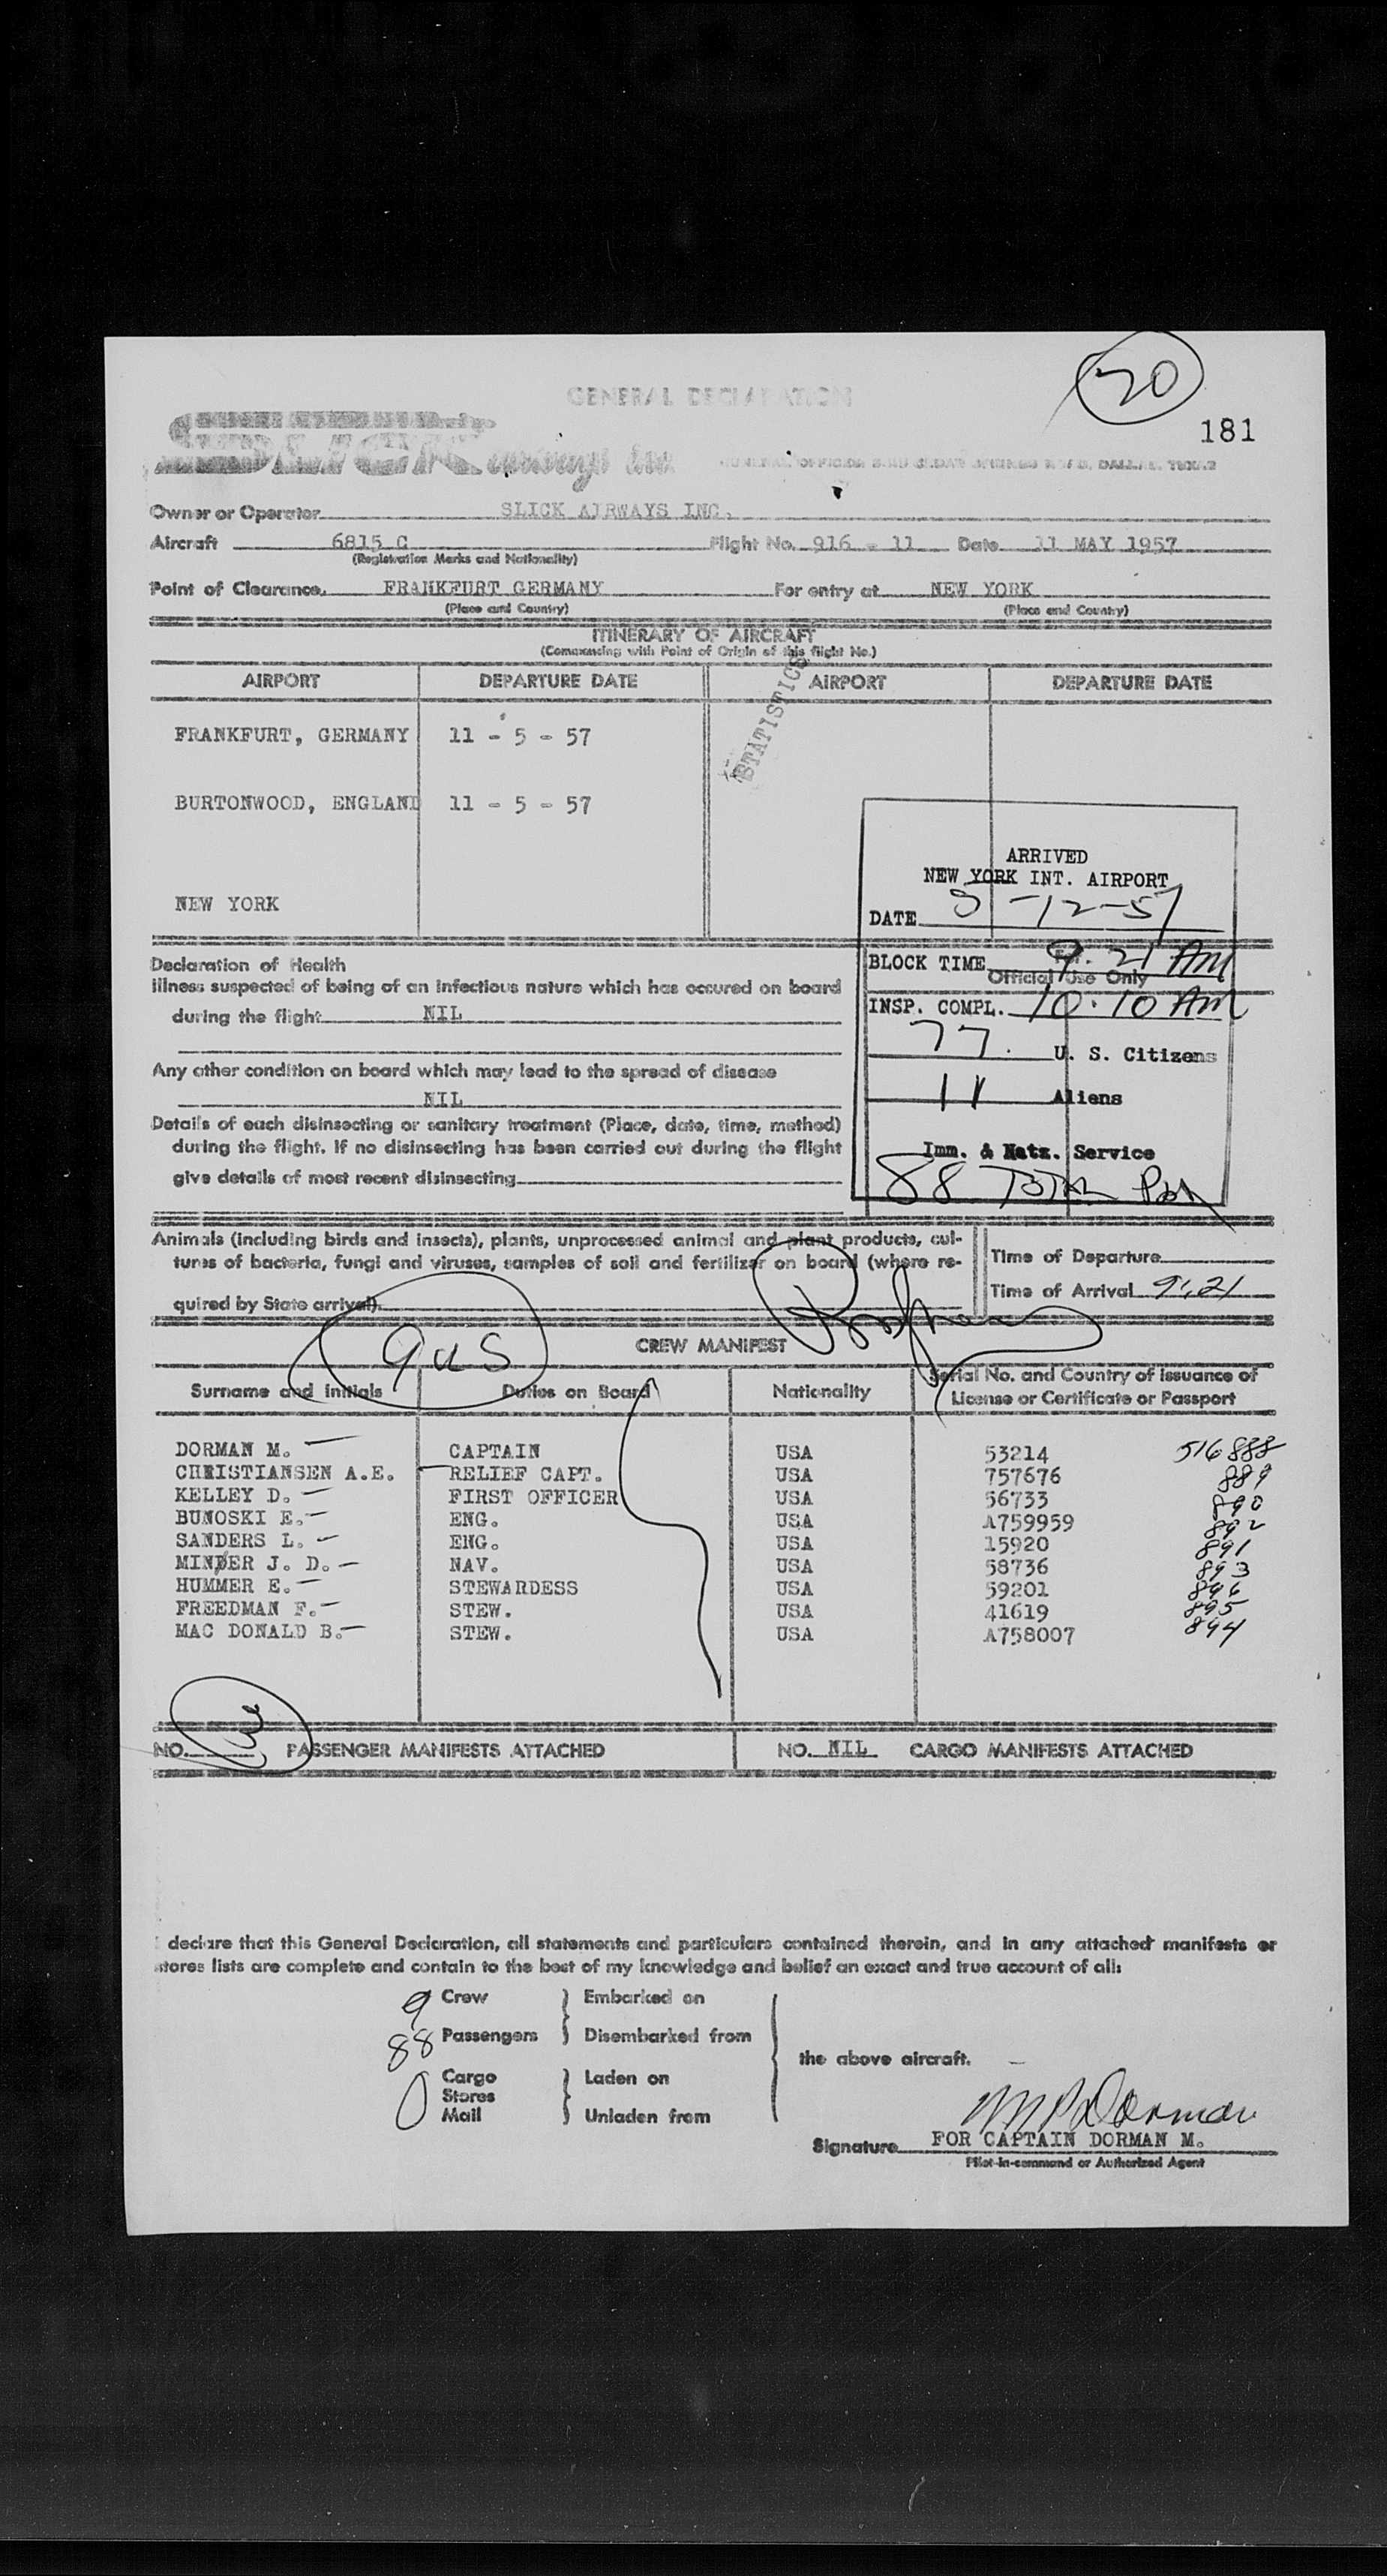 20
181
GENERAL DECLARATION
SLICK airways inc. GENERAL OFFICES ROAD, DALLAS, TEXAS
Owner or Operator SLICK AIRWAYS INC.
Aircraft 6815 C Flight No. 916 - 11 Date 11 MAY 1957
(Registration Marks and Nationality)
Point of Clearance, FRANKFURT GERMANY For entry at NEW YORK
(Place and Country) (Place and Country)
ITINERARY OF AIRCRAFT
(Commencing with Point of Origin of this flight No.)
AIRPORT DEPARTURE DATE AIRPORT DEPARTURE DATE
STATISTICS
FRANKFURT, GERMANY 11 - 5 - 57
BURTONWOOD, ENGLAND 11 - 5 - 57
NEW YORK
ARRIVED
NEW YORK INT. AIRPORT
DATE 5-12-57
BLOCK TIME 9:21 AM
Official Use Only
INSP. COMPL. 10:10 AM
77 U. S. Citizens
11 Aliens
Imm. & Natz. Service
88 Total
Declaration of Health
Illness suspected of being of an infectious nature which has occured on board
during the flight NIL
Any other condition on board which may lead to the spread of disease
NIL
Details of each disinsecting or sanitary treatment (Place, date, time, method)
during the flight. If no disinsecting has been carried out during the flight
give details of most recent disinsecting
Animals (including birds and insects), plants, unprocessed animal and plant products, cul-
tures of bacteria, fungi and viruses, samples of soil and fertilizer on board (where re-
quired by State arrival)
Time of Departure
Time of Arrival 9:21
9 US
CREW MANIFEST
Surname and initials Duties on Board Nationality Serial No. and Country of issuance of
License or Certificate or Passport
DORMAN M. CAPTAIN USA 53214 516888
CHRISTIANSEN A.E. RELIEF CAPT. USA 757676 889
KELLEY D. FIRST OFFICER USA 56733 890
BUNOSKI E. ENG. USA A759959 892
SANDERS L. ENG. USA 15920 891
MINDER J. D. NAV. USA 58736 893
HUMMER E. STEWARDESS USA 59201 896
FREEDMAN F. STEW. USA 41619 895
MAC DONALD B. STEW. USA A758007 894
NO. PASSENGER MANIFESTS ATTACHED NO. NIL CARGO MANIFESTS ATTACHED
I declare that this General Declaration, all statements and particulars contained therein, and in any attached manifests or
stores lists are complete and contain to the best of my knowledge and belief an exact and true account of all:
9 Crew Embarked on
88 Passengers Disembarked from
the above aircraft.
0 Cargo Laden on
Stores
Mail Unladen from
M Dorman
Signature FOR CAPTAIN DORMAN M.
Pilot-in-command or Authorized Agent